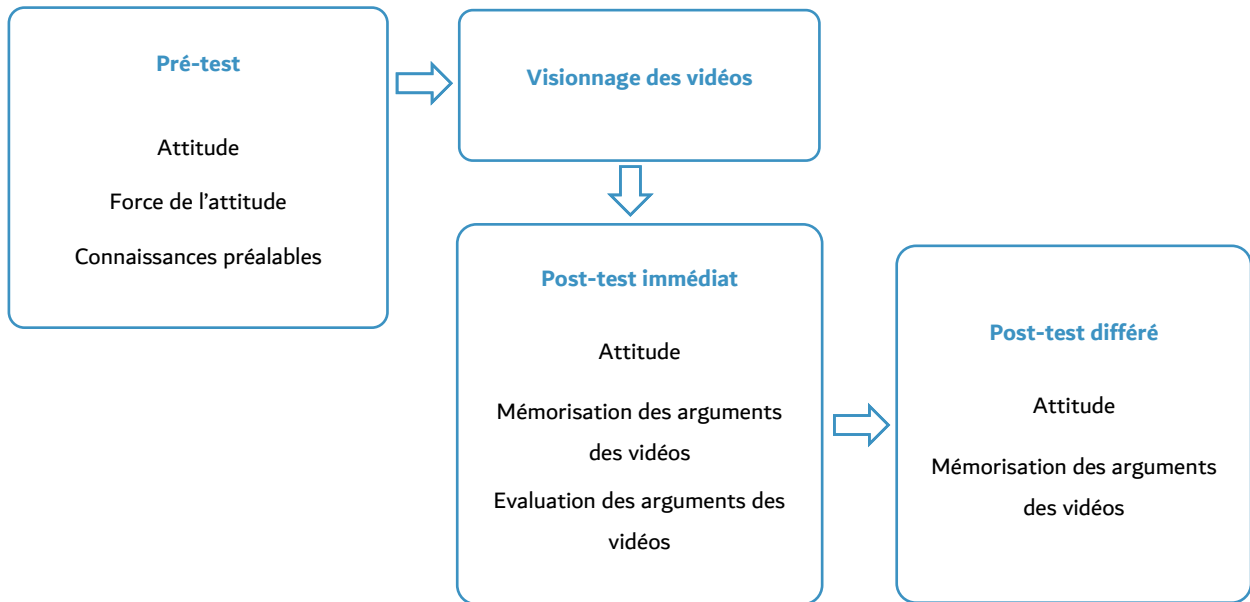 Pré-test
Attitude
Force de l’attitude
Connaissances préalables
Visionnage des vidéos
Post-test immédiat
Attitude
Mémorisation des arguments
des vidéos
Evaluation des arguments des
vidéos
Post-test différé
Attitude
Mémorisation des arguments
des vidéos